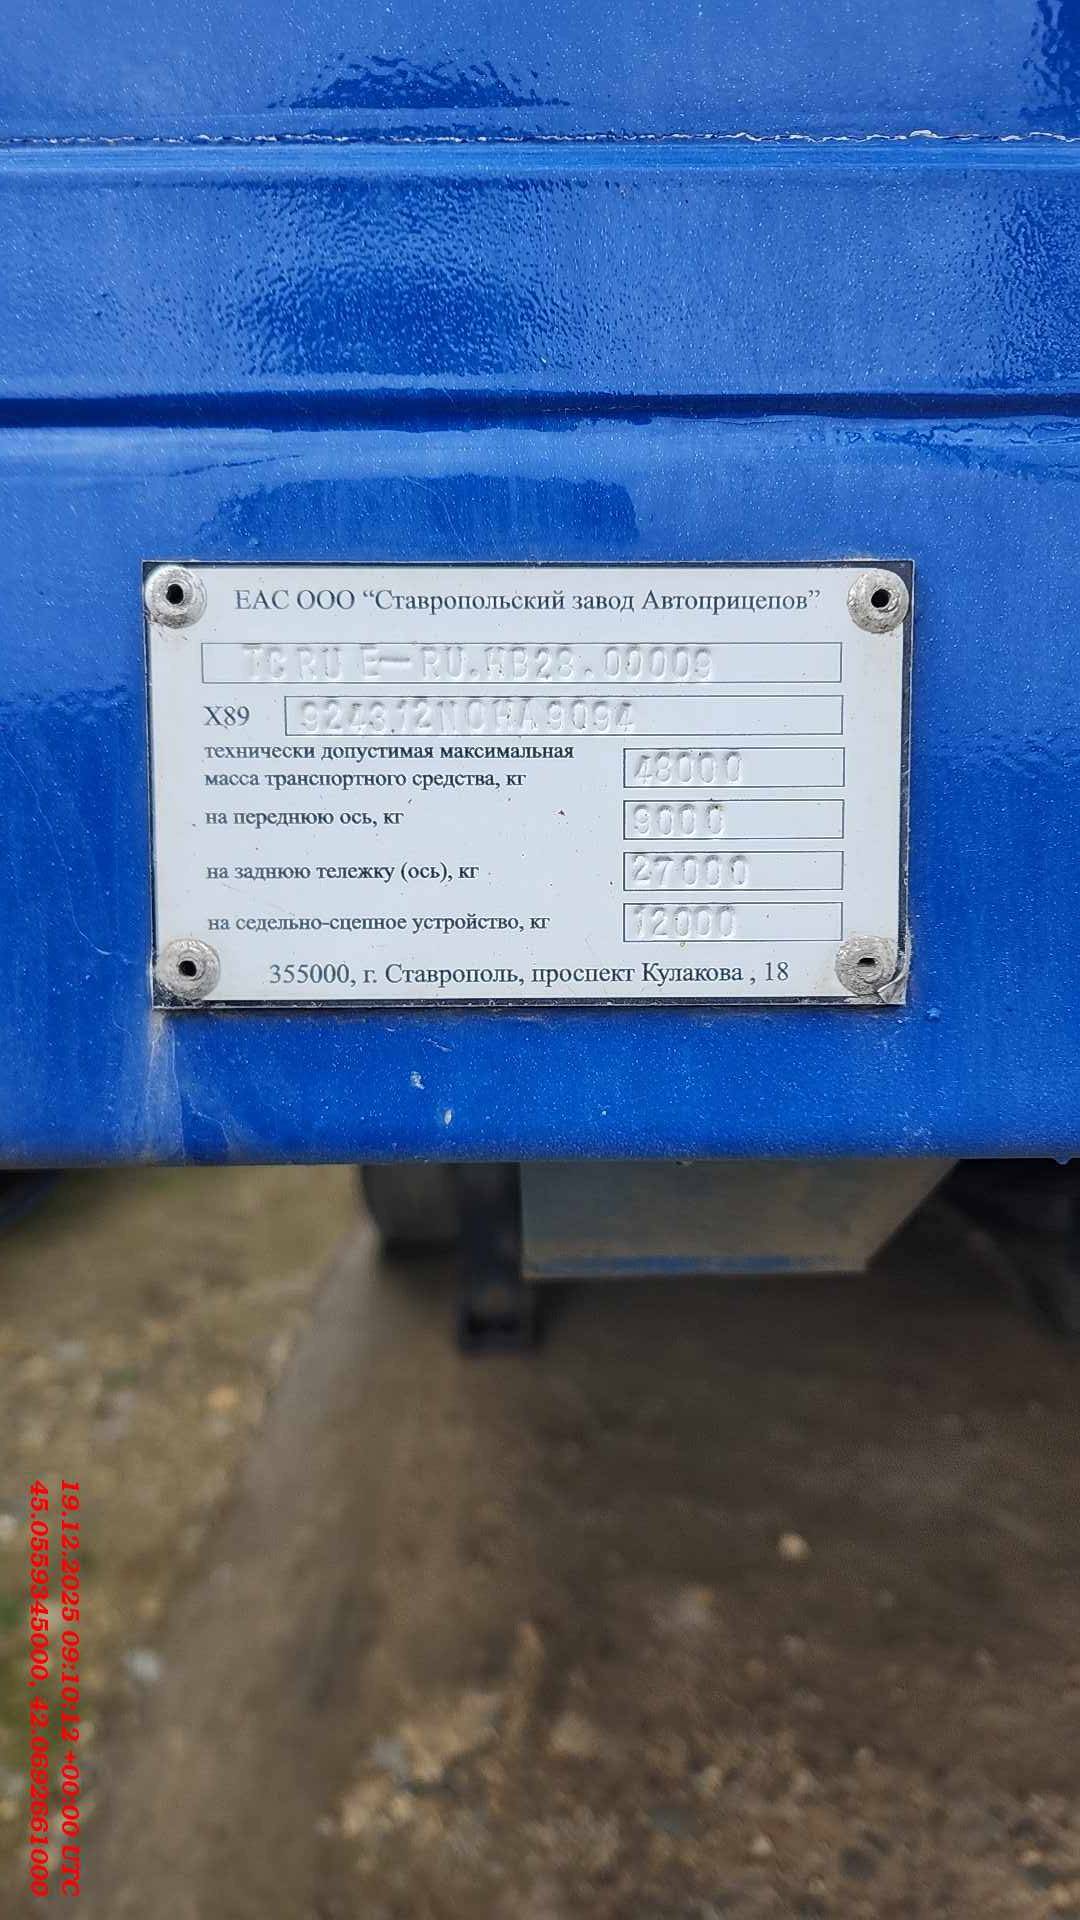 ЕАС ООО “Ставропольский завод Автоприцепов”
TC RU E—RU.HB28.00009
X89 924312N0HA9094
технически допустимая максимальная
масса транспортного средства, кг
на переднюю ось, кг 9000
на заднюю тележку (ось), кг 27000
на седельно-сцепное устройство, кг 12000
355000, г. Ставрополь, проспект Кулакова , 18
19.12.2025 09:10:12 +00:00 UTC
45.0559345000, 42.0692661000